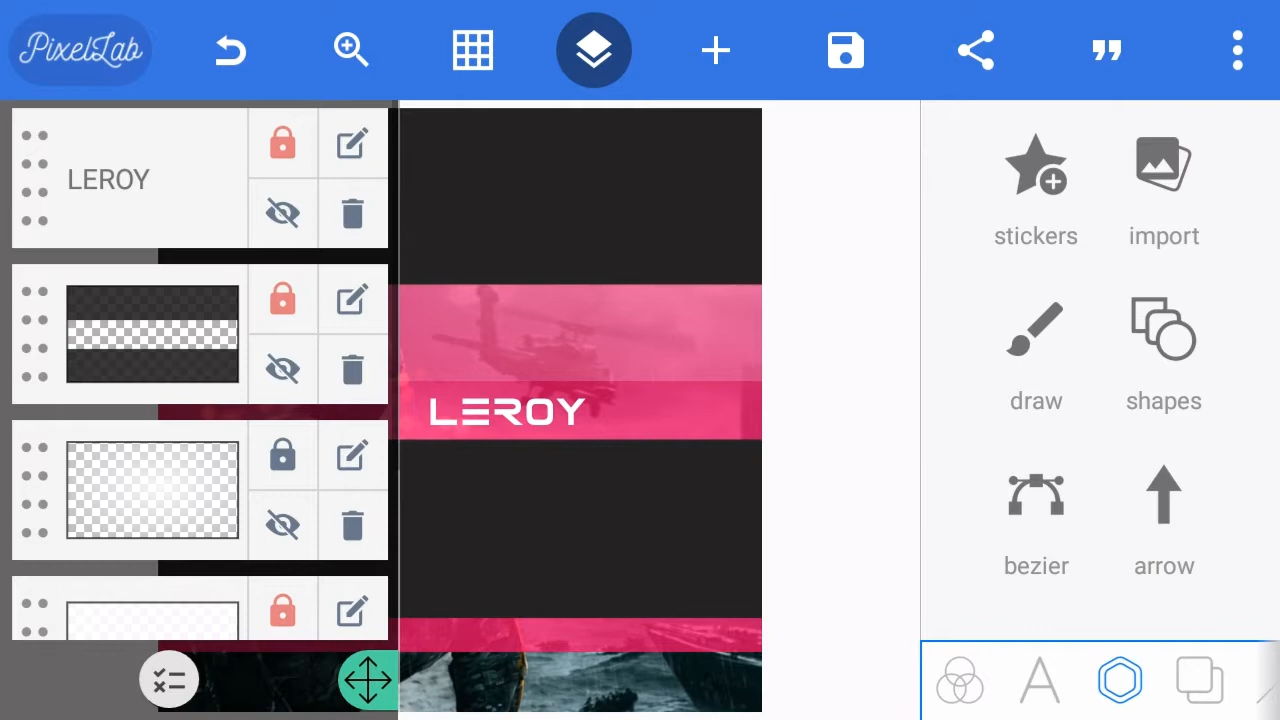 PixelLab
LEROY
LEROY
stickers
import
draw
shapes
bezier
arrow